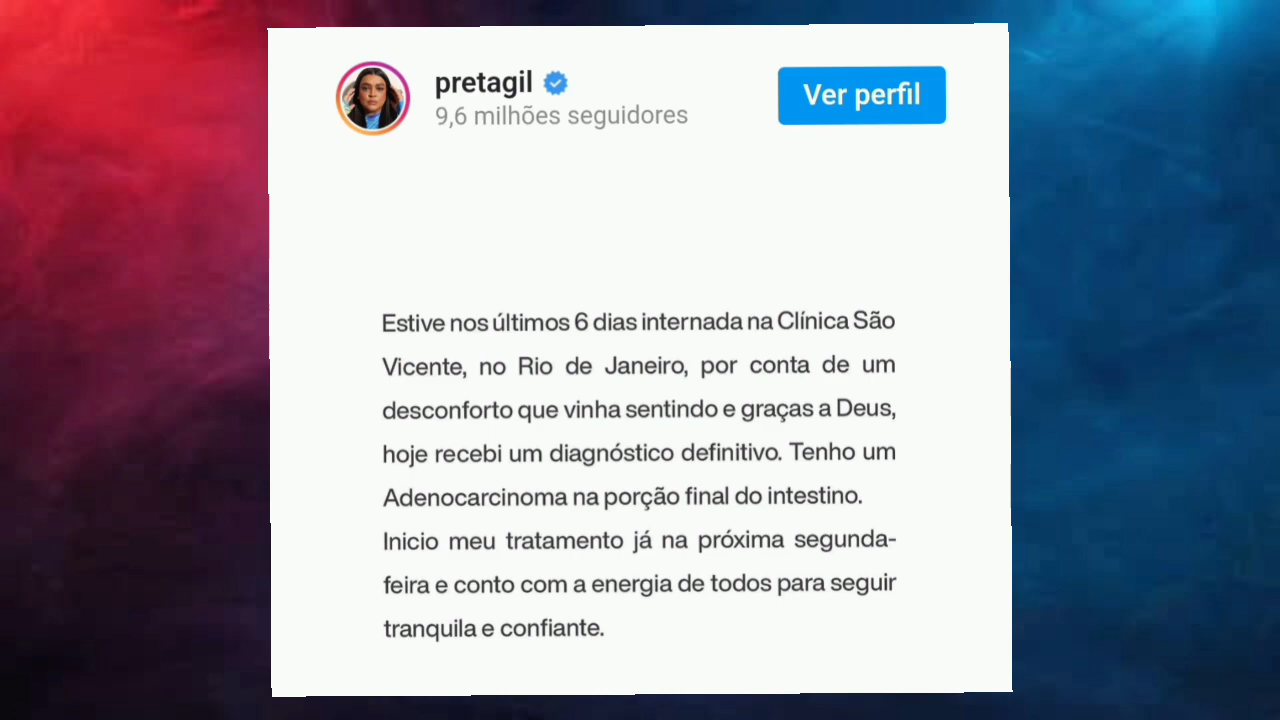 pretagil
9,6 milhões seguidores
Ver perfil
Estive nos últimos 6 dias internada na Clínica São
Vicente, no Rio de Janeiro, por conta de um
desconforto que vinha sentindo e graças a Deus,
hoje recebi um diagnóstico definitivo. Tenho um
Adenocarcinoma na porção final do intestino.
Inicio meu tratamento já na próxima segunda-
feira e conto com a energia de todos para seguir
tranquila e confiante.